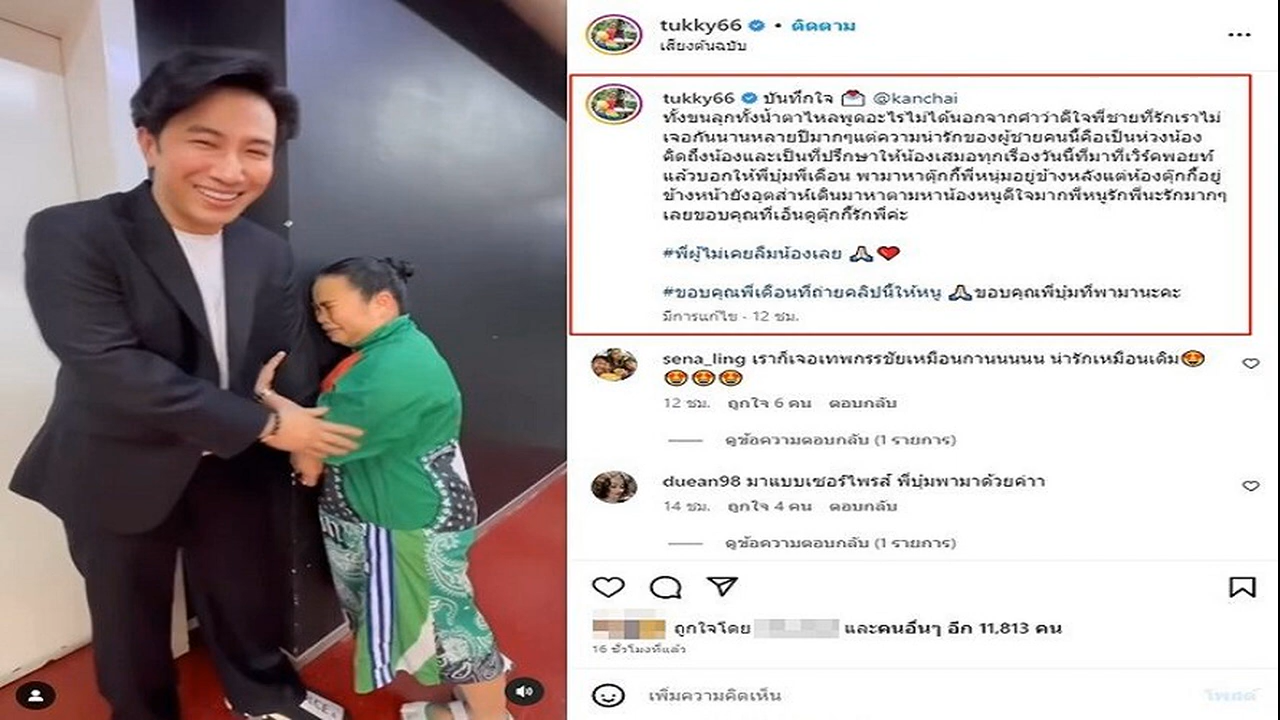 tukky66 • ติดตาม
เสียงต้นฉบับ
tukky66 บันทึกใจ 💌 @kanchai
ทั้งขนลุกทั้งน้ำตาไหลพูดอะไรไม่ได้นอกจากคำว่าดีใจพี่ชายที่รักเราไม่
เจอกันนานหลายปีมากๆแต่ความน่ารักของผู้ชายคนนี้คือเป็นห่วงน้อง
คิดถึงน้องและเป็นที่ปรึกษาให้น้องเสมอทุกเรื่องวันนี้ที่มาที่เวิร์คพอยท์
แล้วบอกให้พี่บุ๋มพี่เดือน พามาหาตุ๊กกี้พี่หนุ่มอยู่ข้างหลังแต่ห้องตุ๊กกี้อยู่
ข้างหน้ายังอุตส่าห์เดินมาหาตามหาน้องหนูดีใจมากพี่หนูรักพี่นะรักมากๆ
เลยขอบคุณที่เอ็นดูตุ๊กกี้รักพี่ค่ะ
#พี่ผู้ไม่เคยลืมน้องเลย 🙏🏻❤️
#ขอบคุณพี่เดือนที่ถ่ายคลิปนี้ให้หนู 🙏🏻ขอบคุณพี่บุ๋มที่พามานะคะ
มีการแก้ไข · 12 ชม.
sena_ling เราก็เจอเทพกรรชัยเหมือนกานนนนน น่ารักเหมือนเดิม🤩
🤩🤩🤩
12 ชม. ถูกใจ 6 คน ตอบกลับ
ดูข้อความตอบกลับ (1 รายการ)
duean98 มาแบบเซอร์ไพรส์ พี่บุ๋มพามาด้วยค่าา
14 ชม. ถูกใจ 4 คน ตอบกลับ
ดูข้อความตอบกลับ (1 รายการ)
ถูกใจโดย และคนอื่นๆ อีก 11,813 คน
16 ชั่วโมงที่แล้ว
เพิ่มความคิดเห็น
โพสต์